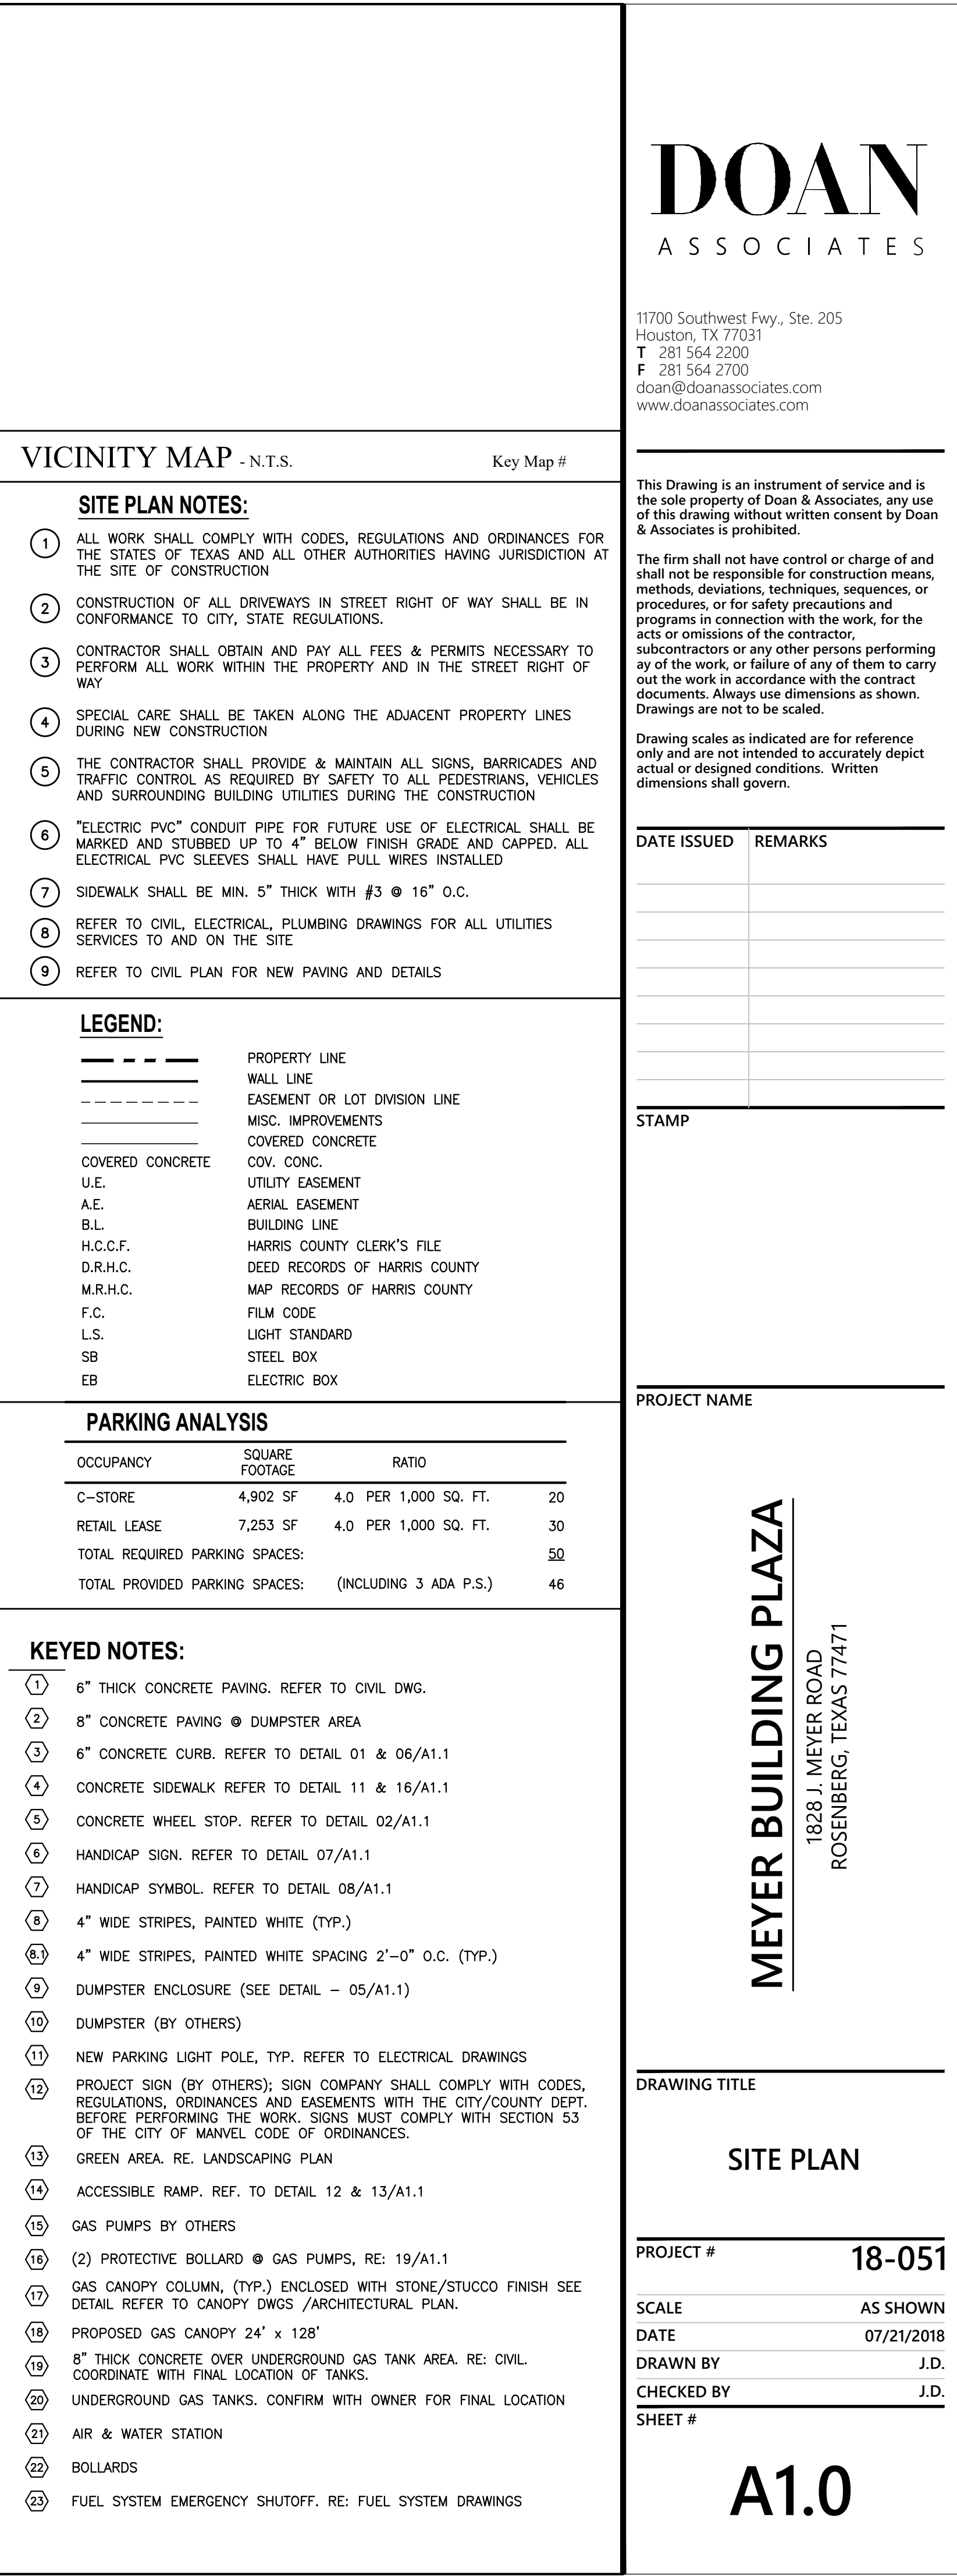 DOAN
ASSOCIATES
11700 Southwest Fwy., Ste. 205
Houston, TX 77031
T 281 564 2200
F 281 564 2700
doan@doanassociates.com
www.doanassociates.com
This Drawing is an instrument of service and is
the sole property of Doan & Associates, any use
of this drawing without written consent by Doan
& Associates is prohibited.
The firm shall not have control or charge of and
shall not be responsible for construction means,
methods, deviations, techniques, sequences, or
procedures, or for safety precautions and
programs in connection with the work, for the
acts or omissions of the contractor,
subcontractors or any other persons performing
ay of the work, or failure of any of them to carry
out the work in accordance with the contract
documents. Always use dimensions as shown.
Drawings are not to be scaled.
Drawing scales as indicated are for reference
only and are not intended to accurately depict
actual or designed conditions. Written
dimensions shall govern.
DATE ISSUED REMARKS
STAMP
PROJECT NAME
MEYER BUILDING PLAZA
1828 J. MEYER ROAD
ROSENBERG, TEXAS 77471
DRAWING TITLE
SITE PLAN
PROJECT # 18-051
SCALE AS SHOWN
DATE 07/21/2018
DRAWN BY J.D.
CHECKED BY J.D.
SHEET #
A1.0
VICINITY MAP - N.T.S. Key Map #
SITE PLAN NOTES:
1 ALL WORK SHALL COMPLY WITH CODES, REGULATIONS AND ORDINANCES FOR
THE STATES OF TEXAS AND ALL OTHER AUTHORITIES HAVING JURISDICTION AT
THE SITE OF CONSTRUCTION
2 CONSTRUCTION OF ALL DRIVEWAYS IN STREET RIGHT OF WAY SHALL BE IN
CONFORMANCE TO CITY, STATE REGULATIONS.
3 CONTRACTOR SHALL OBTAIN AND PAY ALL FEES & PERMITS NECESSARY TO
PERFORM ALL WORK WITHIN THE PROPERTY AND IN THE STREET RIGHT OF
WAY
4 SPECIAL CARE SHALL BE TAKEN ALONG THE ADJACENT PROPERTY LINES
DURING NEW CONSTRUCTION
5 THE CONTRACTOR SHALL PROVIDE & MAINTAIN ALL SIGNS, BARRICADES AND
TRAFFIC CONTROL AS REQUIRED BY SAFETY TO ALL PEDESTRIANS, VEHICLES
AND SURROUNDING BUILDING UTILITIES DURING THE CONSTRUCTION
6 "ELECTRIC PVC" CONDUIT PIPE FOR FUTURE USE OF ELECTRICAL SHALL BE
MARKED AND STUBBED UP TO 4" BELOW FINISH GRADE AND CAPPED. ALL
ELECTRICAL PVC SLEEVES SHALL HAVE PULL WIRES INSTALLED
7 SIDEWALK SHALL BE MIN. 5" THICK WITH #3 @ 16" O.C.
8 REFER TO CIVIL, ELECTRICAL, PLUMBING DRAWINGS FOR ALL UTILITIES
SERVICES TO AND ON THE SITE
9 REFER TO CIVIL PLAN FOR NEW PAVING AND DETAILS
LEGEND:
PROPERTY LINE
WALL LINE
EASEMENT OR LOT DIVISION LINE
MISC. IMPROVEMENTS
COVERED CONCRETE
COVERED CONCRETE COV. CONC.
U.E. UTILITY EASEMENT
A.E. AERIAL EASEMENT
B.L. BUILDING LINE
H.C.C.F. HARRIS COUNTY CLERK'S FILE
D.R.H.C. DEED RECORDS OF HARRIS COUNTY
M.R.H.C. MAP RECORDS OF HARRIS COUNTY
F.C. FILM CODE
L.S. LIGHT STANDARD
SB STEEL BOX
EB ELECTRIC BOX
PARKING ANALYSIS
OCCUPANCY SQUARE FOOTAGE RATIO
C-STORE 4,902 SF 4.0 PER 1,000 SQ. FT. 20
RETAIL LEASE 7,253 SF 4.0 PER 1,000 SQ. FT. 30
TOTAL REQUIRED PARKING SPACES: 50
TOTAL PROVIDED PARKING SPACES: (INCLUDING 3 ADA P.S.) 46
KEYED NOTES:
1 6" THICK CONCRETE PAVING. REFER TO CIVIL DWG.
2 8" CONCRETE PAVING @ DUMPSTER AREA
3 6" CONCRETE CURB. REFER TO DETAIL 01 & 06/A1.1
4 CONCRETE SIDEWALK REFER TO DETAIL 11 & 16/A1.1
5 CONCRETE WHEEL STOP. REFER TO DETAIL 02/A1.1
6 HANDICAP SIGN. REFER TO DETAIL 07/A1.1
7 HANDICAP SYMBOL. REFER TO DETAIL 08/A1.1
8 4" WIDE STRIPES, PAINTED WHITE (TYP.)
8.1 4" WIDE STRIPES, PAINTED WHITE SPACING 2'-0" O.C. (TYP.)
9 DUMPSTER ENCLOSURE (SEE DETAIL - 05/A1.1)
10 DUMPSTER (BY OTHERS)
11 NEW PARKING LIGHT POLE, TYP. REFER TO ELECTRICAL DRAWINGS
12 PROJECT SIGN (BY OTHERS); SIGN COMPANY SHALL COMPLY WITH CODES,
REGULATIONS, ORDINANCES AND EASEMENTS WITH THE CITY/COUNTY DEPT.
BEFORE PERFORMING THE WORK. SIGNS MUST COMPLY WITH SECTION 53
OF THE CITY OF MANVEL CODE OF ORDINANCES.
13 GREEN AREA. RE. LANDSCAPING PLAN
14 ACCESSIBLE RAMP. REF. TO DETAIL 12 & 13/A1.1
15 GAS PUMPS BY OTHERS
16 (2) PROTECTIVE BOLLARD @ GAS PUMPS, RE: 19/A1.1
17 GAS CANOPY COLUMN, (TYP.) ENCLOSED WITH STONE/STUCCO FINISH SEE
DETAIL REFER TO CANOPY DWGS /ARCHITECTURAL PLAN.
18 PROPOSED GAS CANOPY 24' x 128'
19 8" THICK CONCRETE OVER UNDERGROUND GAS TANK AREA. RE: CIVIL.
COORDINATE WITH FINAL LOCATION OF TANKS.
20 UNDERGROUND GAS TANKS. CONFIRM WITH OWNER FOR FINAL LOCATION
21 AIR & WATER STATION
22 BOLLARDS
23 FUEL SYSTEM EMERGENCY SHUTOFF. RE: FUEL SYSTEM DRAWINGS